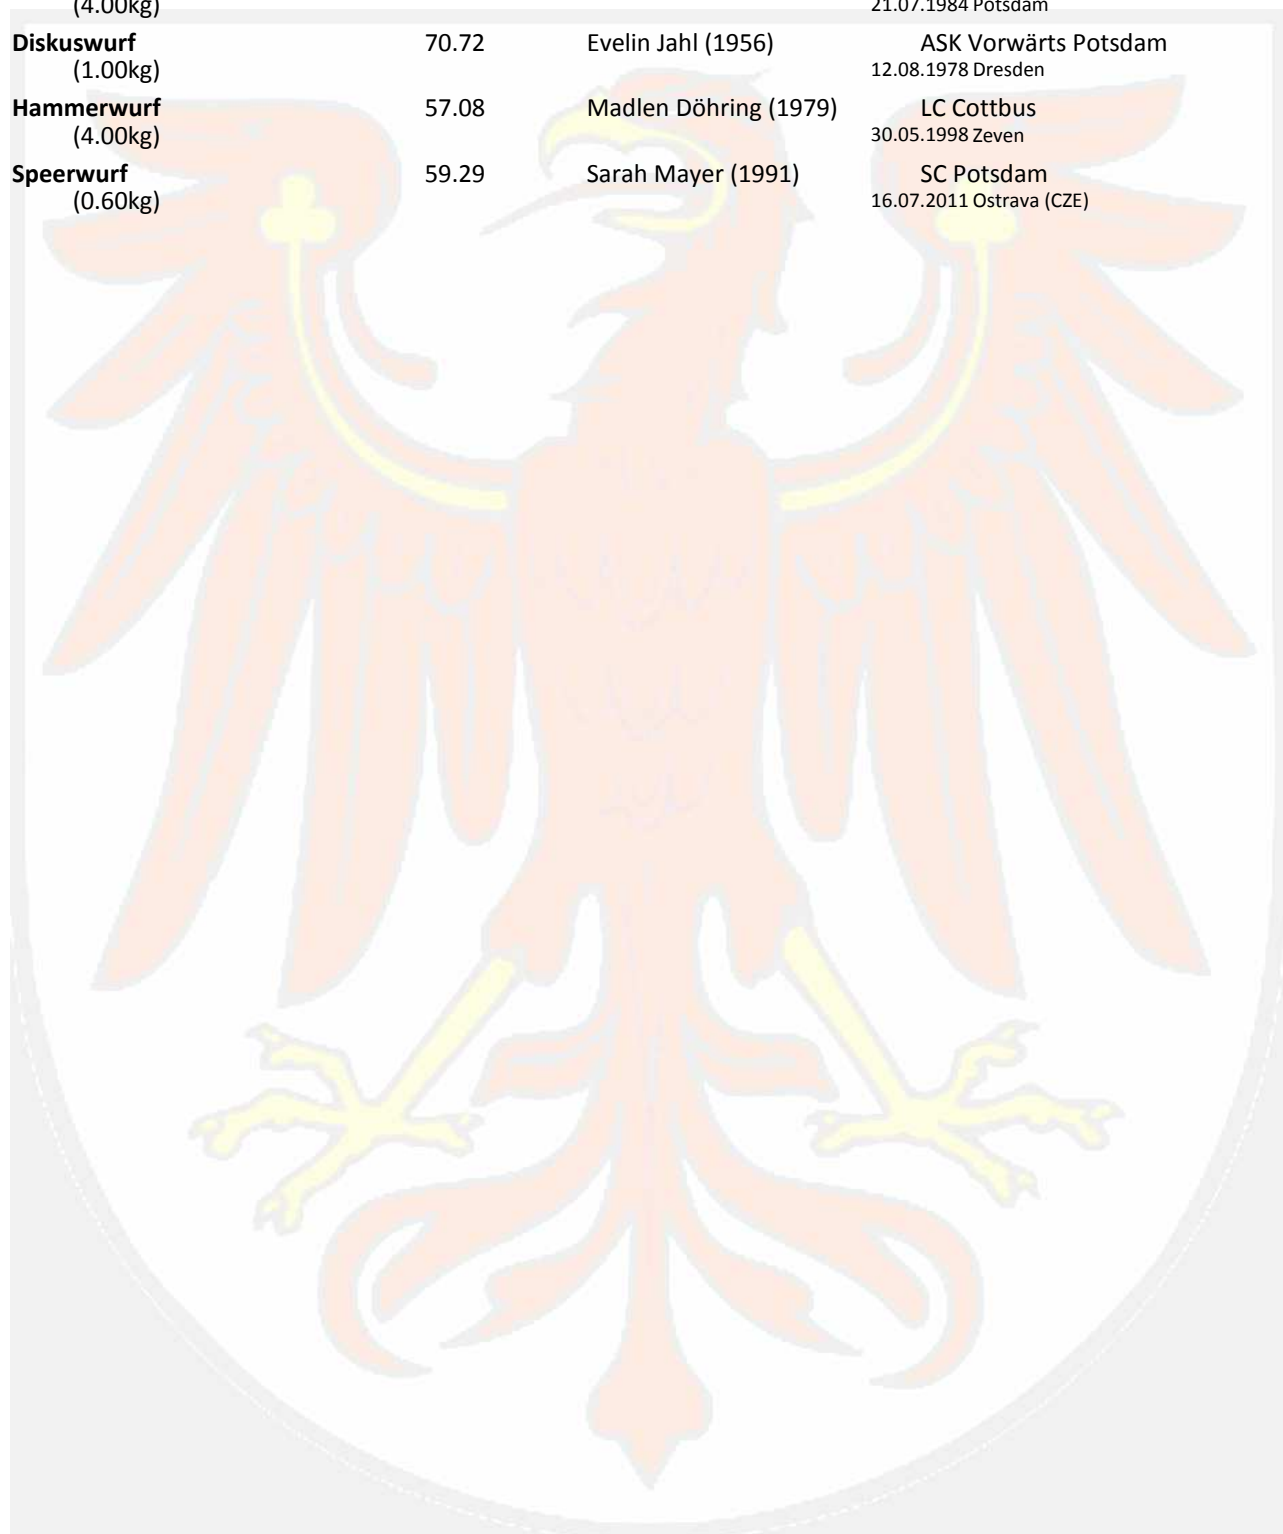 (4.00kg) 21.07.1984 Potsdam
Diskuswurf 70.72 Evelin Jahl (1956) ASK Vorwärts Potsdam
(1.00kg) 12.08.1978 Dresden
Hammerwurf 57.08 Madlen Döhring (1979) LC Cottbus
(4.00kg) 30.05.1998 Zeven
Speerwurf 59.29 Sarah Mayer (1991) SC Potsdam
(0.60kg) 16.07.2011 Ostrava (CZE)